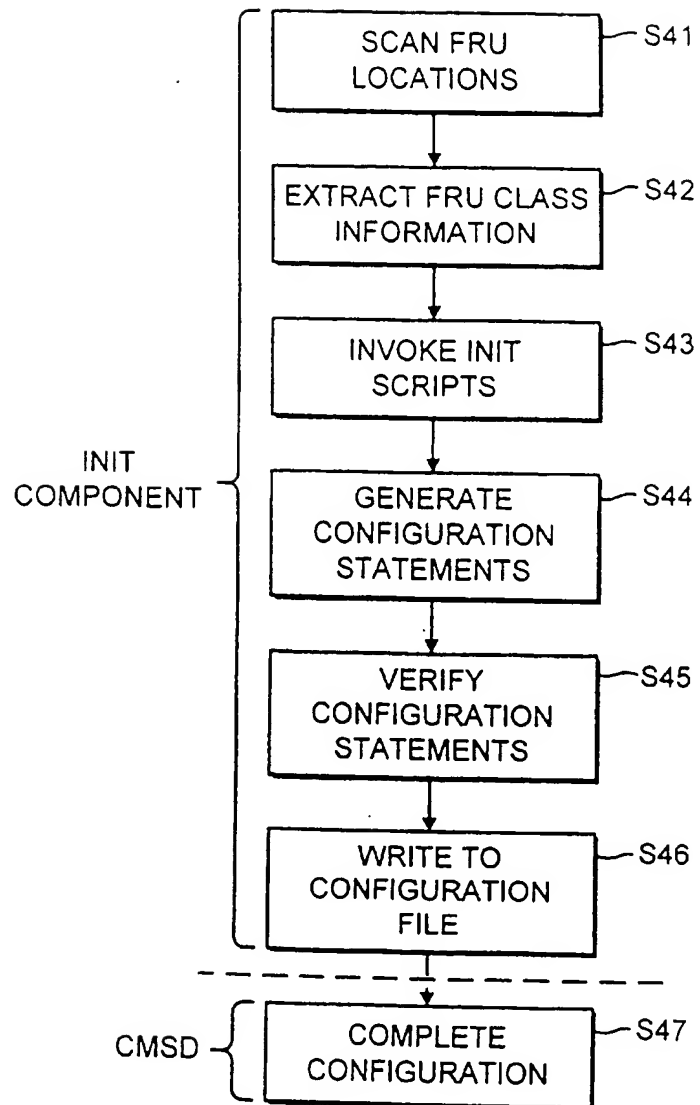 SCAN FRU
LOCATIONS
S41
EXTRACT FRU CLASS
INFORMATION
S42
INVOKE INIT
SCRIPTS
S43
INIT
COMPONENT
GENERATE
CONFIGURATION
STATEMENTS
S44
VERIFY
CONFIGURATION
STATEMENTS
S45
WRITE TO
CONFIGURATION
FILE
S46
CMSD
COMPLETE
CONFIGURATION
S47